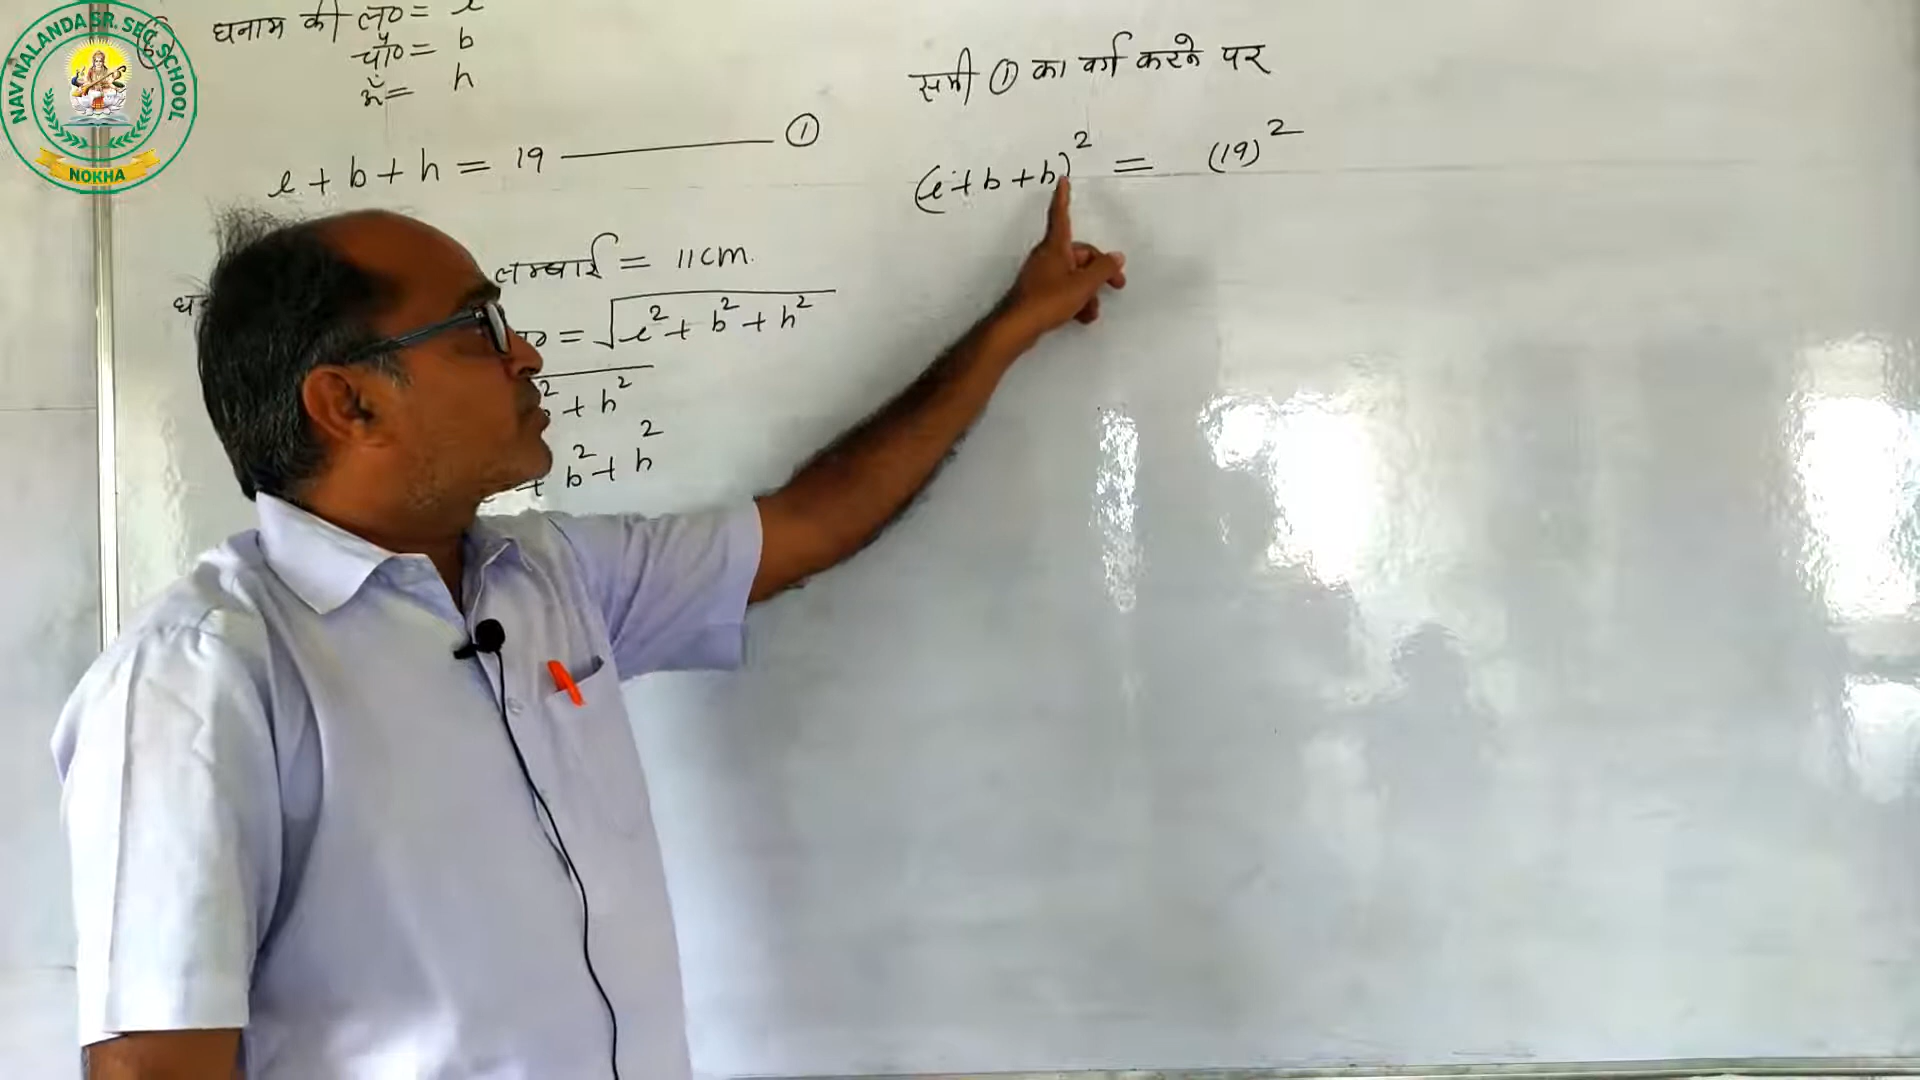 NAV NALANDA SR. SEC. SCHOOL
NOKHA
घनाभ की ल० = l
चौ० = b
ऊँ = h
l + b + h = 19 ——— ①
लम्बाई = 11cm.
= √l² + b² + h²
² + h²
+ b² + h²
समी ① का वर्ग करने पर
(l + b + h)² = (19)²